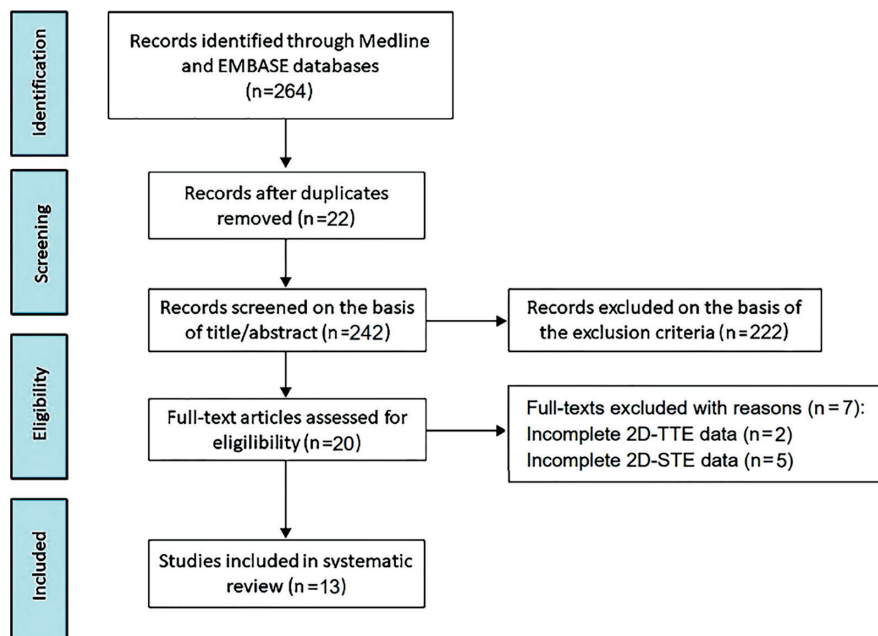 Identification
Records identified through Medline
and EMBASE databases
(n=264)
Screening
Records after duplicates
removed (n=22)
Records screened on the basis
of title/abstract (n=242)
Records excluded on the basis of
the exclusion criteria (n=222)
Eligibility
Full-text articles assessed for
eligilibility (n=20)
Full-texts excluded with reasons (n=7):
Incomplete 2D-TTE data (n=2)
Incomplete 2D-STE data (n=5)
Included
Studies included in systematic
review (n=13)